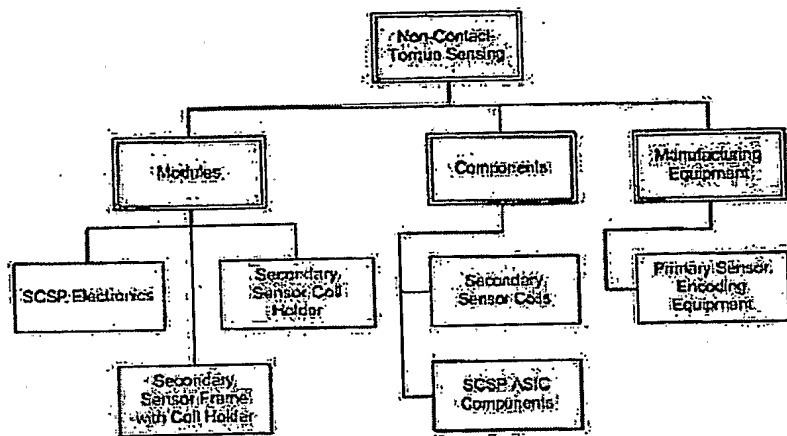 Non-Contact
Torque Sensing
Modules
Components
Manufacturing
Equipment
SCSP Electronics
Secondary
Sensor Coil
Holder
Secondary
Sensor Coils
Primary Sensor
Encoding
Equipment
Secondary
Sensor Frame
with Coil Holder
SCSP ASIC
Components